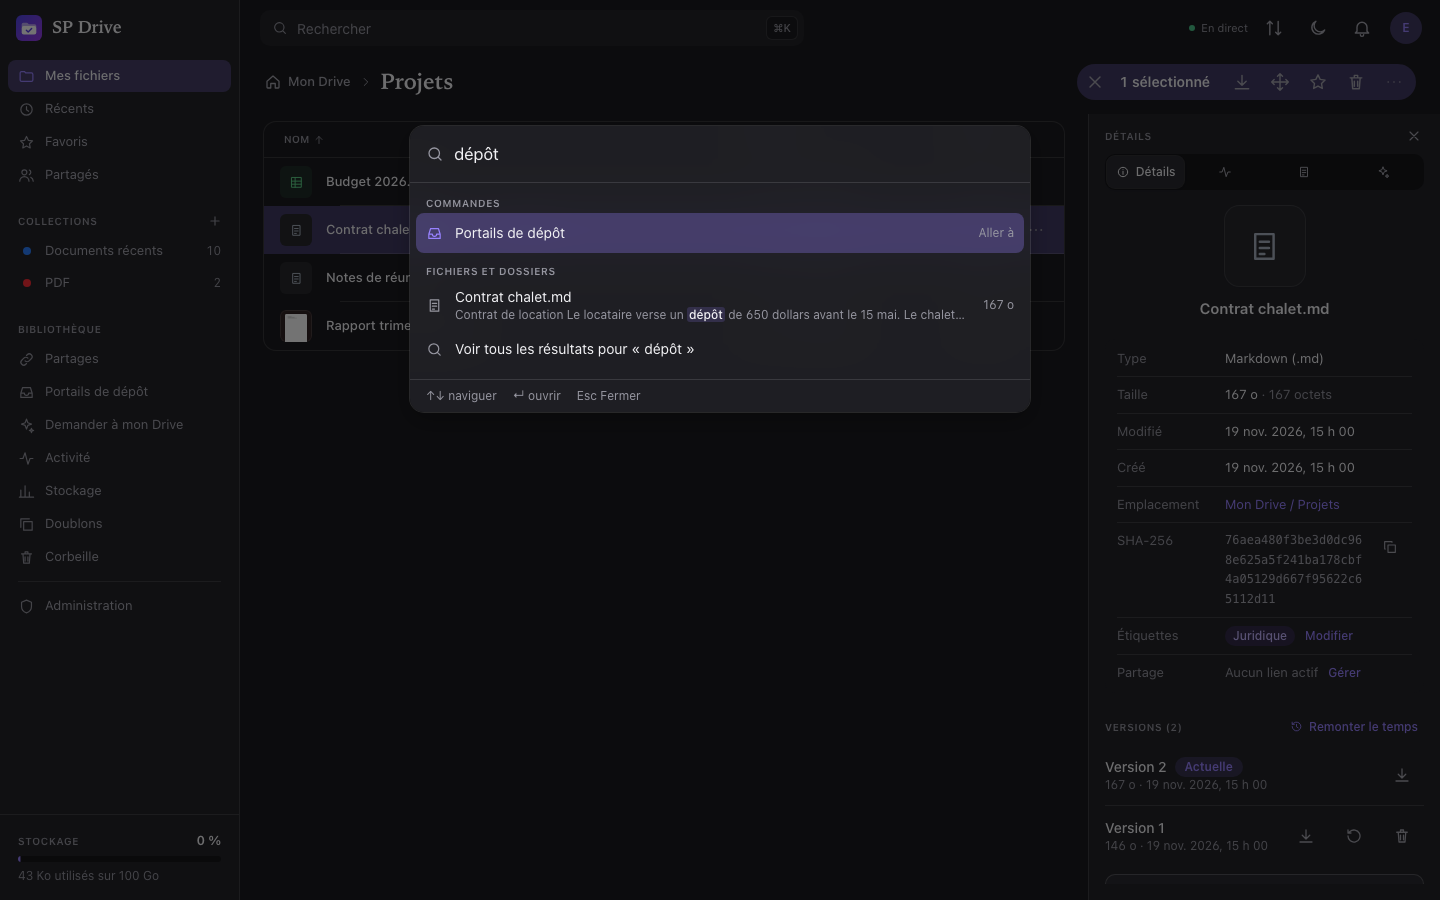 SP Drive
Rechercher
⌘K
En direct
E
Mes fichiers
Récents
Favoris
Partagés
COLLECTIONS
Documents récents 10
PDF 2
BIBLIOTHÈQUE
Partages
Portails de dépôt
Demander à mon Drive
Activité
Stockage
Doublons
Corbeille
Administration
STOCKAGE 0 %
43 Ko utilisés sur 100 Go
Mon Drive > Projets
1 sélectionné
NOM ↑
Budget 2026.
Contrat chale
Notes de réur
Rapport trime
dépôt
COMMANDES
Portails de dépôt Aller à
FICHIERS ET DOSSIERS
Contrat chalet.md
167 o
Contrat de location Le locataire verse un dépôt de 650 dollars avant le 15 mai. Le chalet…
Voir tous les résultats pour « dépôt »
↑↓ naviguer ↵ ouvrir Esc Fermer
DÉTAILS
Détails
Contrat chalet.md
Type Markdown (.md)
Taille 167 o · 167 octets
Modifié 19 nov. 2026, 15 h 00
Créé 19 nov. 2026, 15 h 00
Emplacement Mon Drive / Projets
SHA-256 76aea480f3be3d0dc96
8e625a5f241ba178cbf
4a05129d667f95622c6
5112d11
Étiquettes Juridique Modifier
Partage Aucun lien actif Gérer
VERSIONS (2) Remonter le temps
Version 2 Actuelle
167 o · 19 nov. 2026, 15 h 00
Version 1
146 o · 19 nov. 2026, 15 h 00